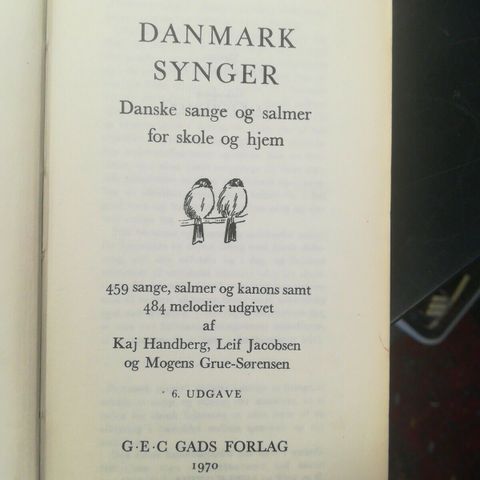 DANMARK
SYNGER
Danske sange og salmer
for skole og hjem
459 sange, salmer og kanons samt
484 melodier udgivet
af
Kaj Handberg, Leif Jacobsen
og Mogens Grue-Sørensen
6. UDGAVE
G·E·C GADS FORLAG
1970